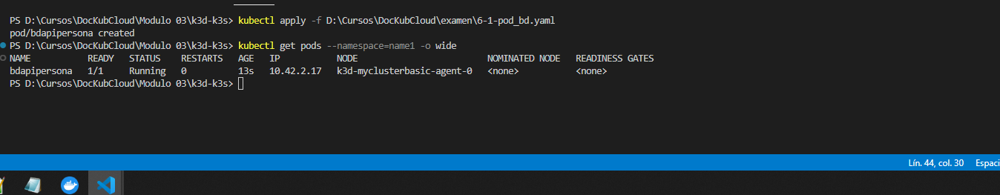 PS D:\Cursos\DocKubCloud\Modulo 03\k3d-k3s> kubectl apply -f D:\Cursos\DocKubCloud\examen\6-1-pod_bd.yaml
pod/bdapipersona created
PS D:\Cursos\DocKubCloud\Modulo 03\k3d-k3s> kubectl get pods --namespace=name1 -o wide
NAME READY STATUS RESTARTS AGE IP NODE NOMINATED NODE READINESS GATES
bdapipersona 1/1 Running 0 13s 10.42.2.17 k3d-myclusterbasic-agent-0 <none> <none>
PS D:\Cursos\DocKubCloud\Modulo 03\k3d-k3s>
Lín. 44, col. 30 Espaci